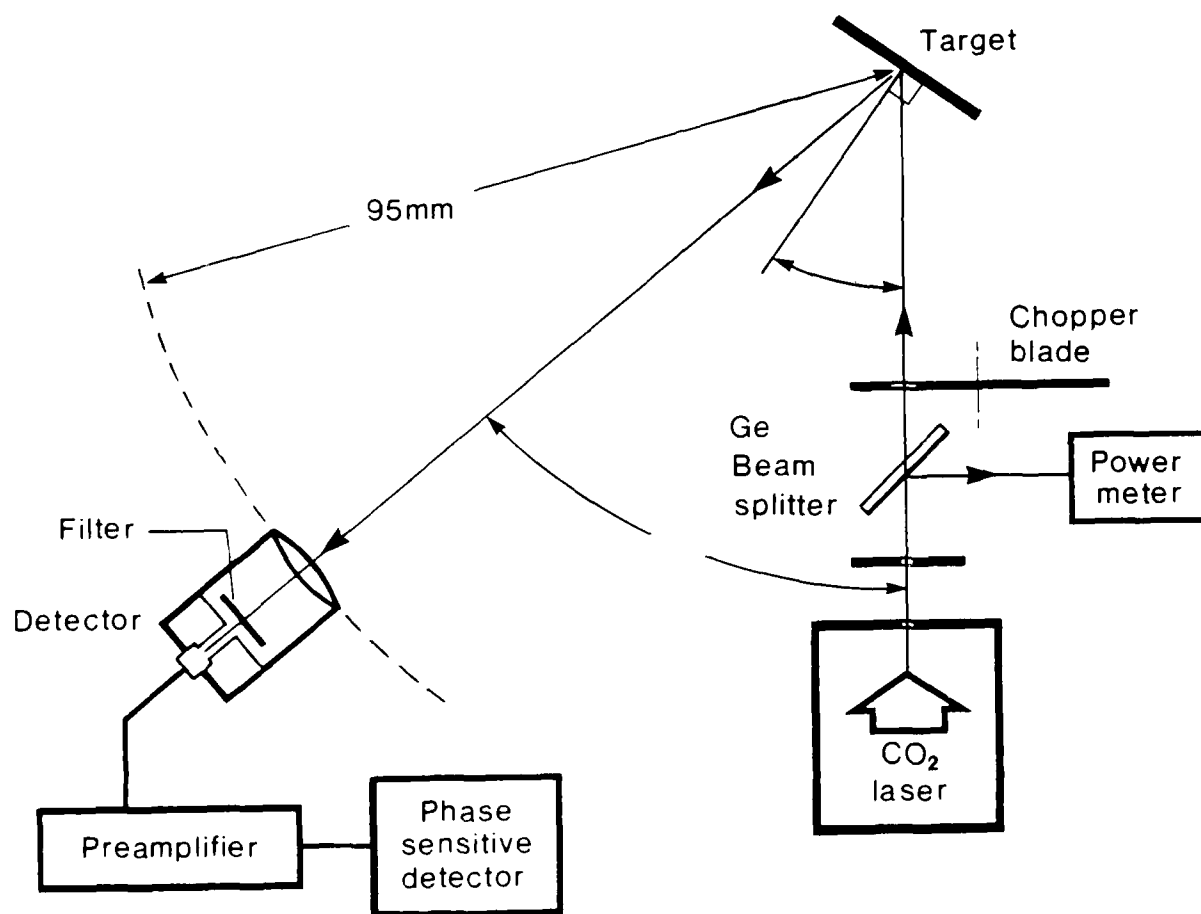 Target
95mm
Chopper
blade
Ge
Beam
splitter
Power
meter
Filter
Detector
CO₂
laser
Preamplifier
Phase
sensitive
detector